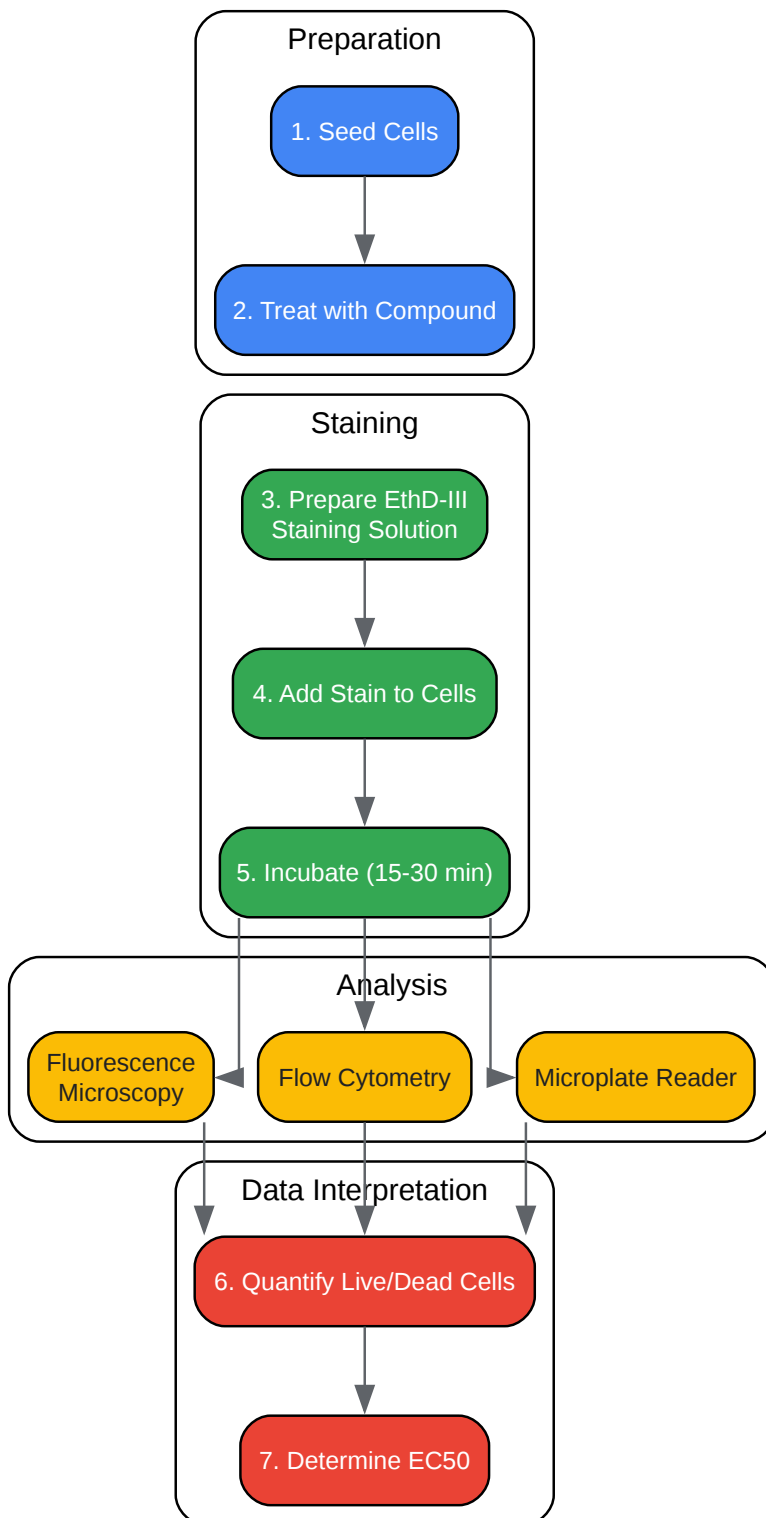 Preparation
1. Seed Cells
2. Treat with Compound
Staining
3. Prepare EthD-III
Staining Solution
4. Add Stain to Cells
5. Incubate (15-30 min)
Analysis
Fluorescence
Microscopy
Flow Cytometry
Microplate Reader
Data Interpretation
6. Quantify Live/Dead Cells
7. Determine EC50